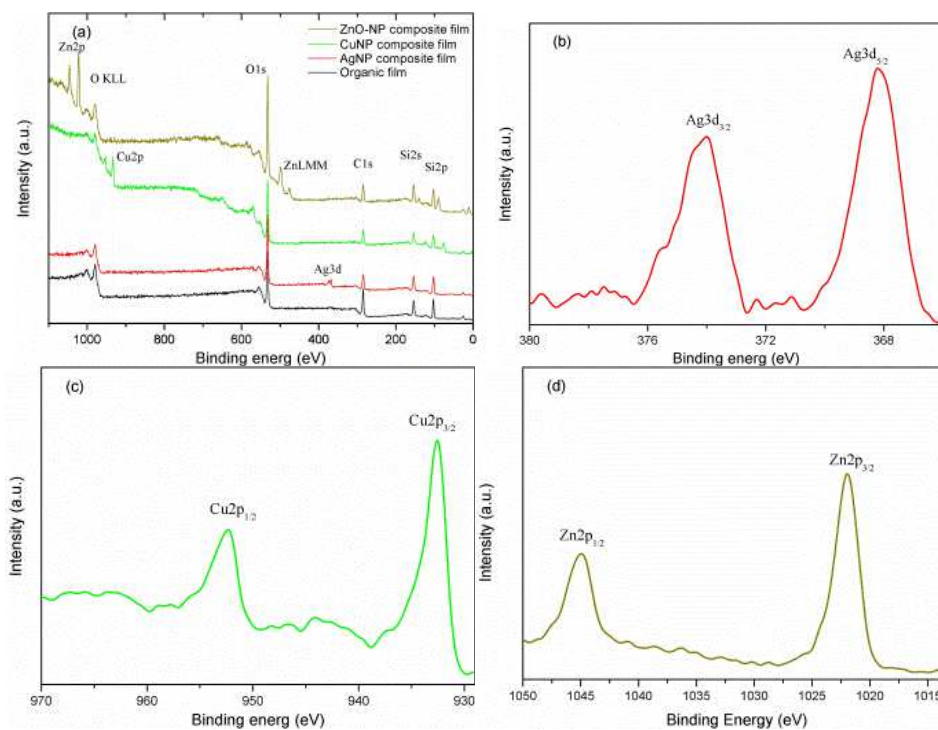 (a)
ZnO-NP composite film
CuNP composite film
AgNP composite film
Organic film
Zn2p
O KLL
Cu2p
O1s
ZnLMM
C1s
Si2s
Si2p
Ag3d
Intensity (a.u.)
1000 800 600 400 200 0
Binding energ (eV)
(b)
Ag3d5/2
Ag3d3/2
Intensity (a.u.)
380 376 372 368
Binding energ (eV)
(c)
Cu2p3/2
Cu2p1/2
Intensity (a.u.)
970 960 950 940 930
Binding energ (eV)
(d)
Zn2p3/2
Zn2p1/2
Intensity (a.u.)
1050 1045 1040 1035 1030 1025 1020 1015
Binding Energy (eV)